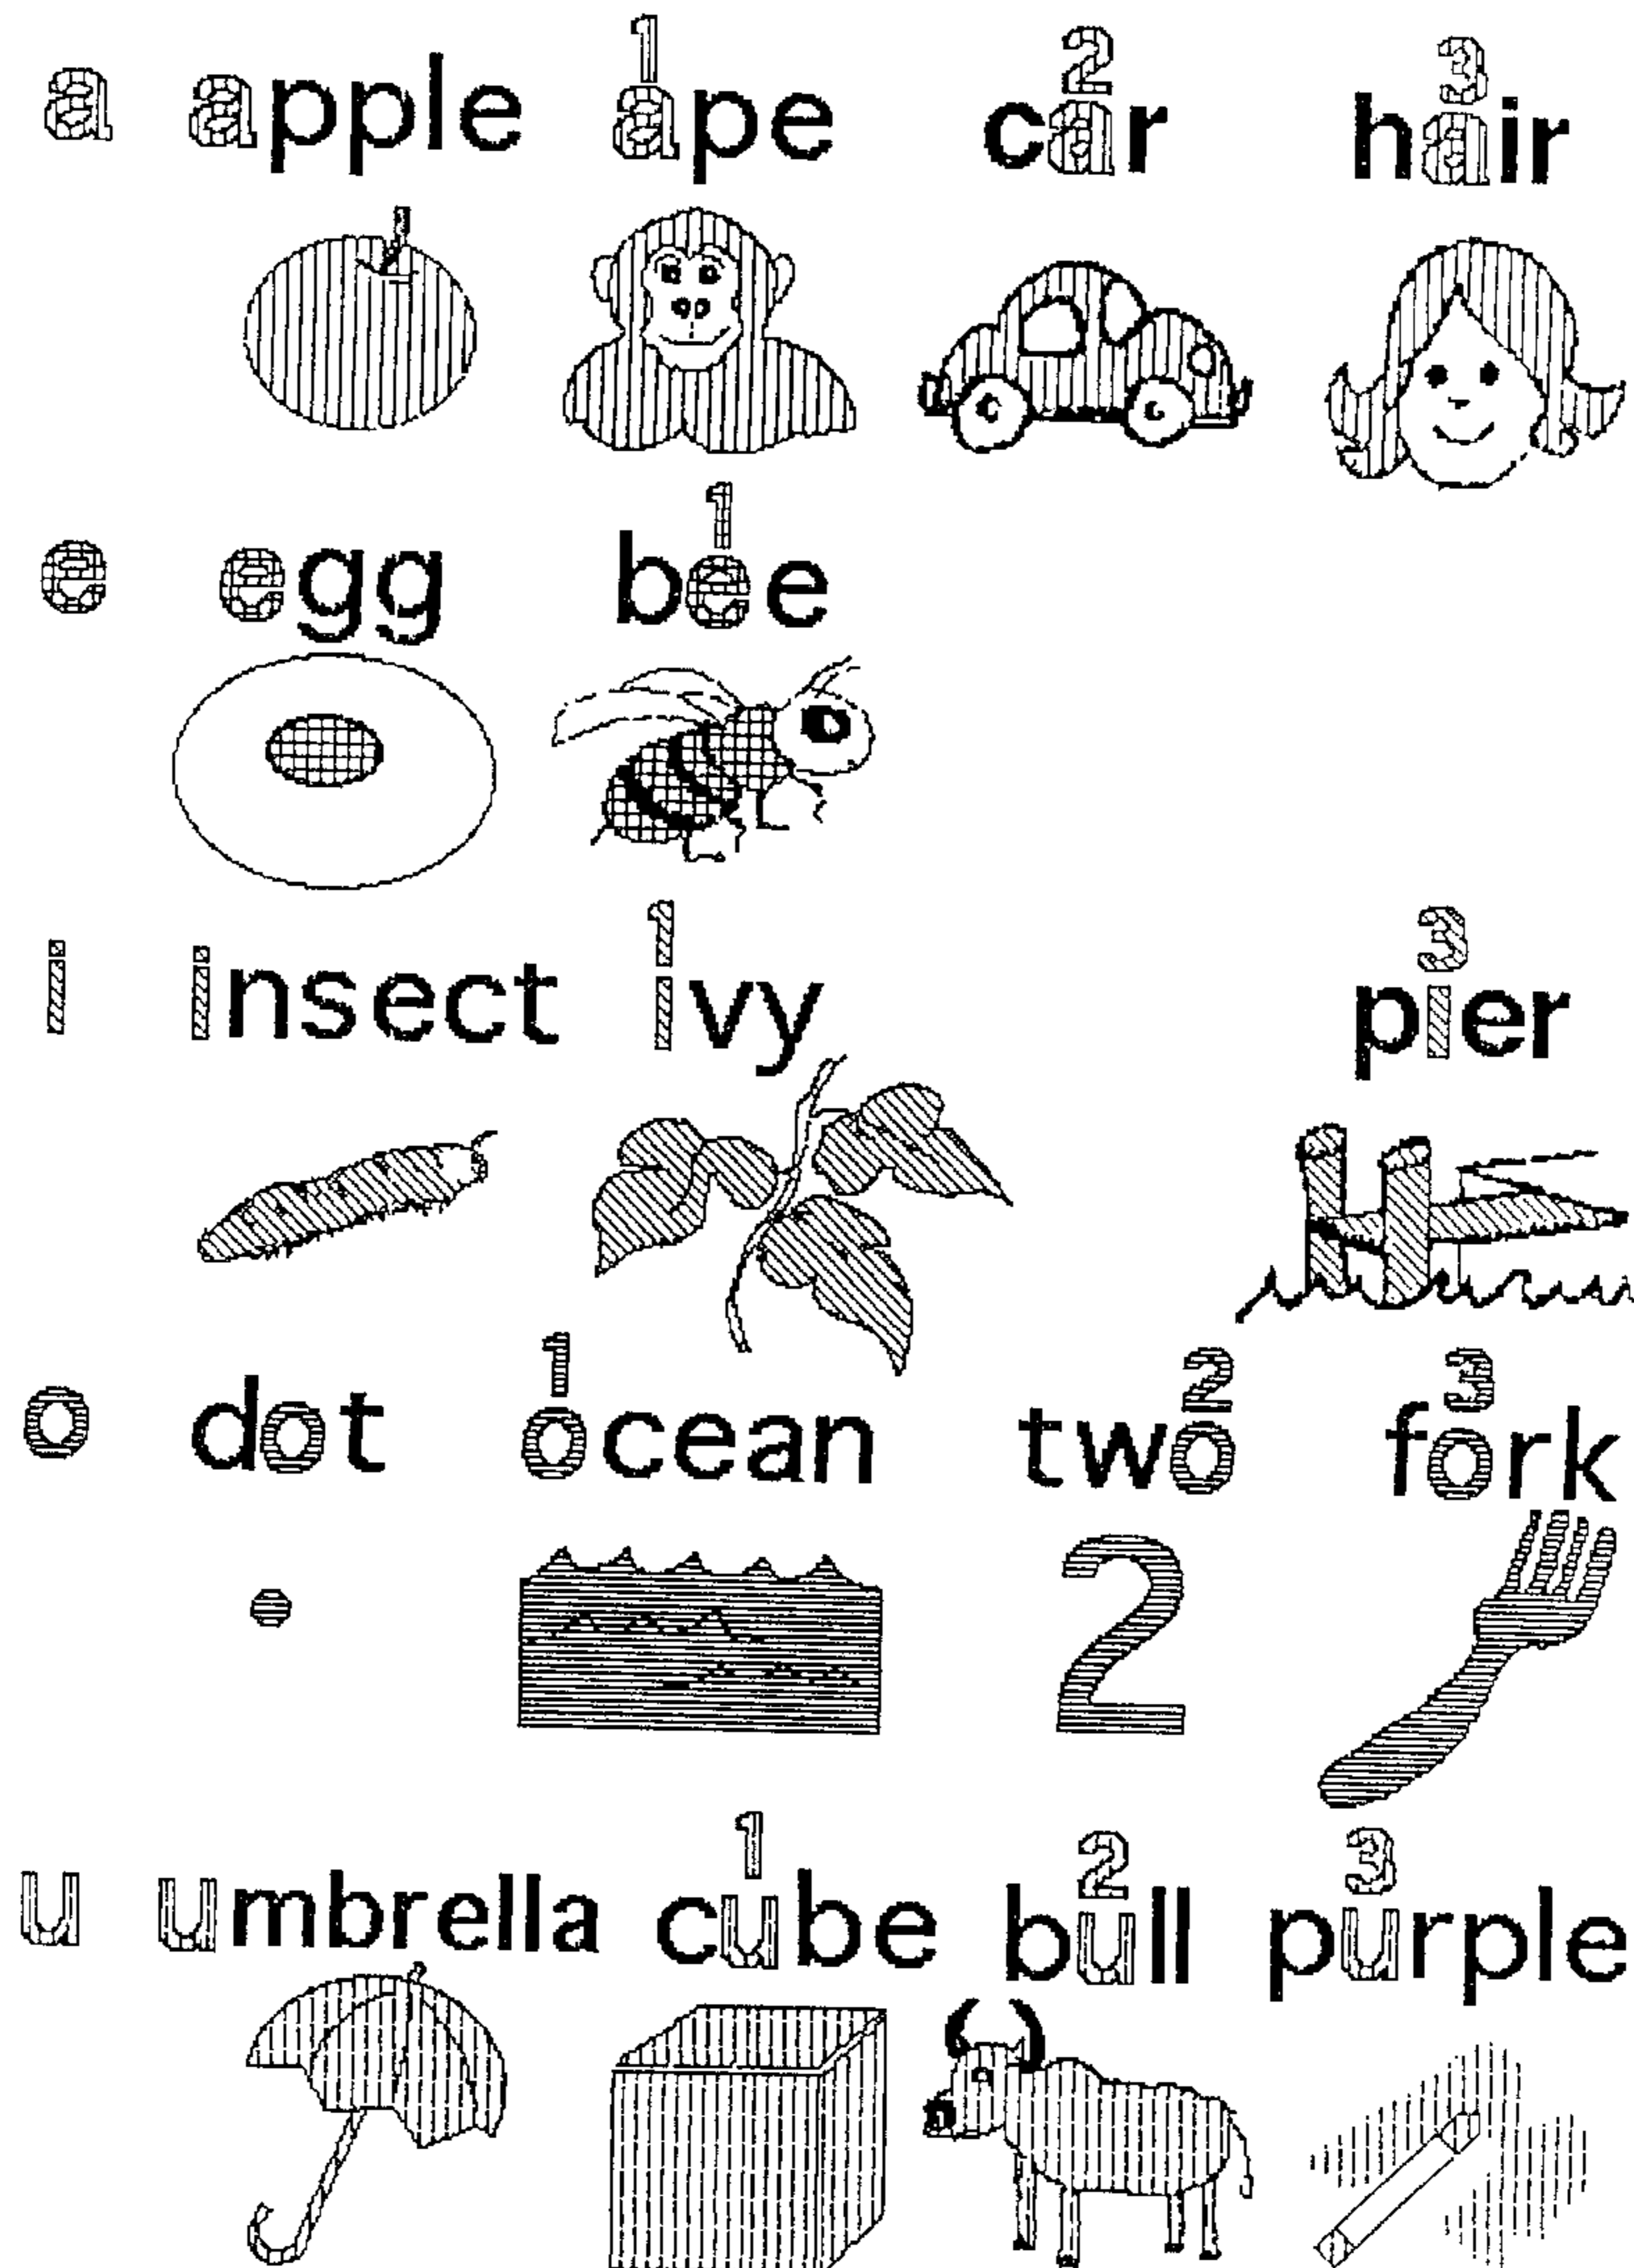 1 2 3
a apple ape car hair
1
e egg bee
1 3
i insect ivy pier
1 2 3
o dot ocean two fork
2
1 2 3
u umbrella cube bull purple